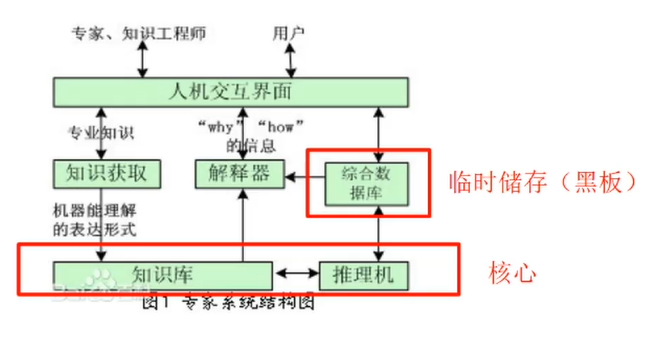 专家、知识工程师
用户
人机交互界面
专业知识
“why”“how”
的信息
知识获取
解释器
综合数
据库
临时储存（黑板）
机器能理解
的表达形式
知识库
推理机
核心
图1 专家系统结构图